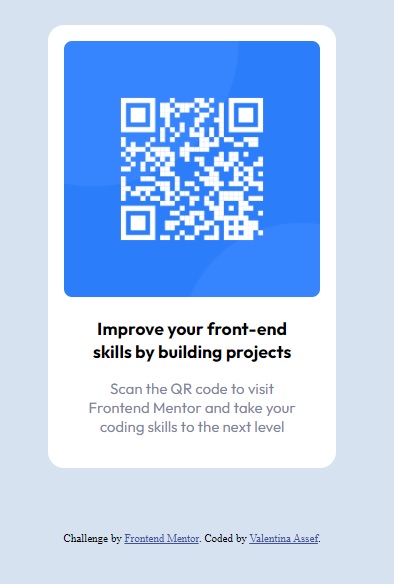 Improve your front-end
skills by building projects
Scan the QR code to visit
Frontend Mentor and take your
coding skills to the next level
Challenge by Frontend Mentor. Coded by Valentina Assef.